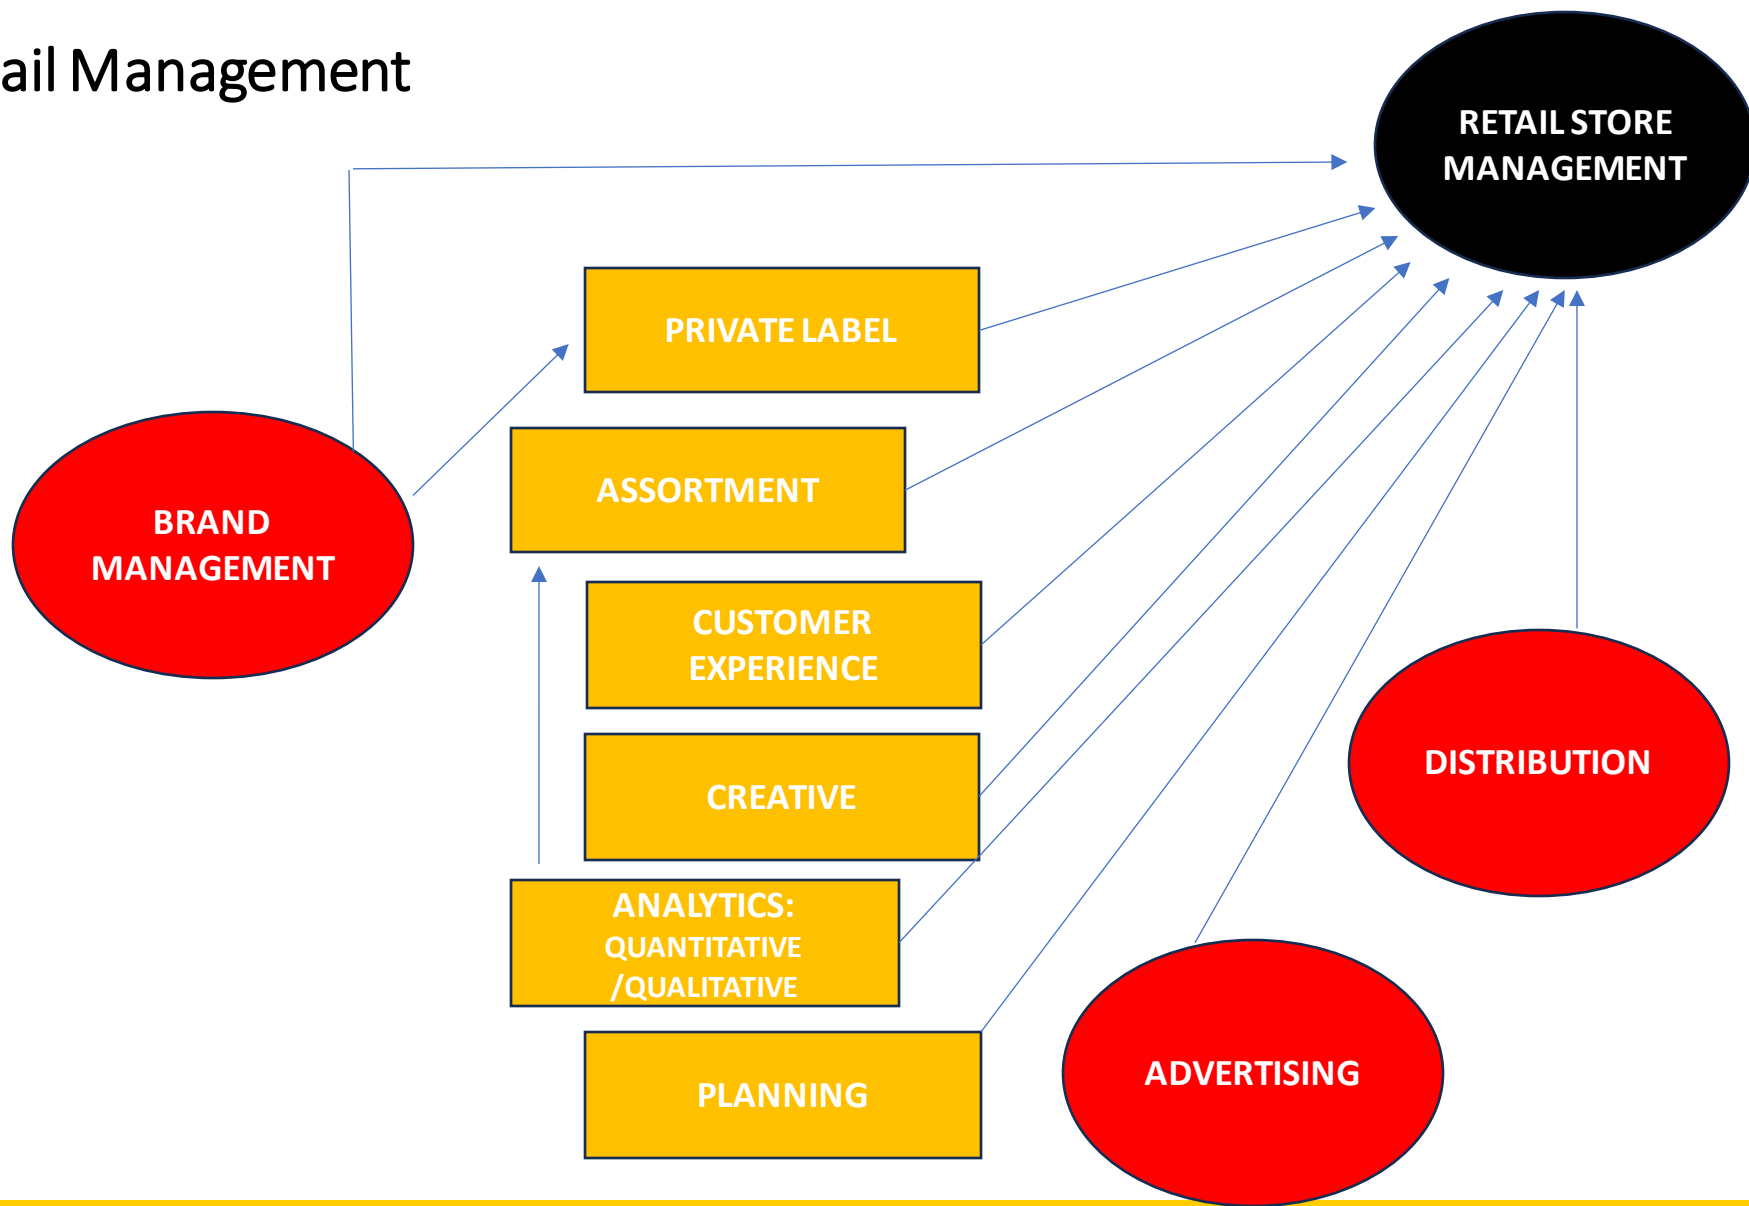 ail Management
RETAIL STORE
MANAGEMENT
PRIVATE LABEL
ASSORTMENT
BRAND
MANAGEMENT
CUSTOMER
EXPERIENCE
CREATIVE
DISTRIBUTION
ANALYTICS:
QUANTITATIVE
/QUALITATIVE
PLANNING
ADVERTISING